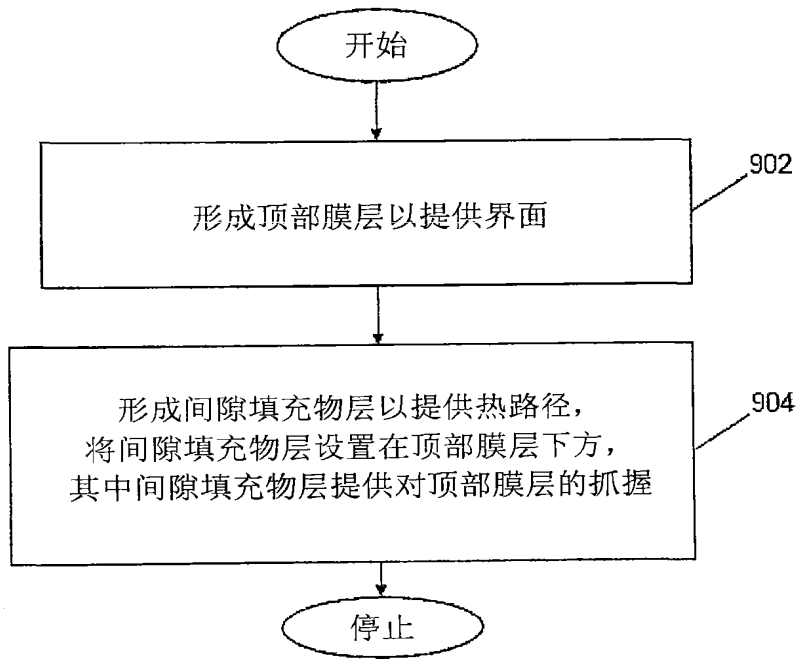 开始
902
形成顶部膜层以提供界面
904
形成间隙填充物层以提供热路径，
将间隙填充物层设置在顶部膜层下方，
其中间隙填充物层提供对顶部膜层的抓握
停止